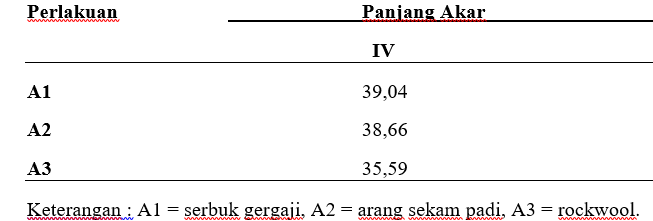 Perlakuan Panjang Akar
IV
A1 39,04
A2 38,66
A3 35,59
Keterangan : A1 = serbuk gergaji, A2 = arang sekam padi, A3 = rockwool.